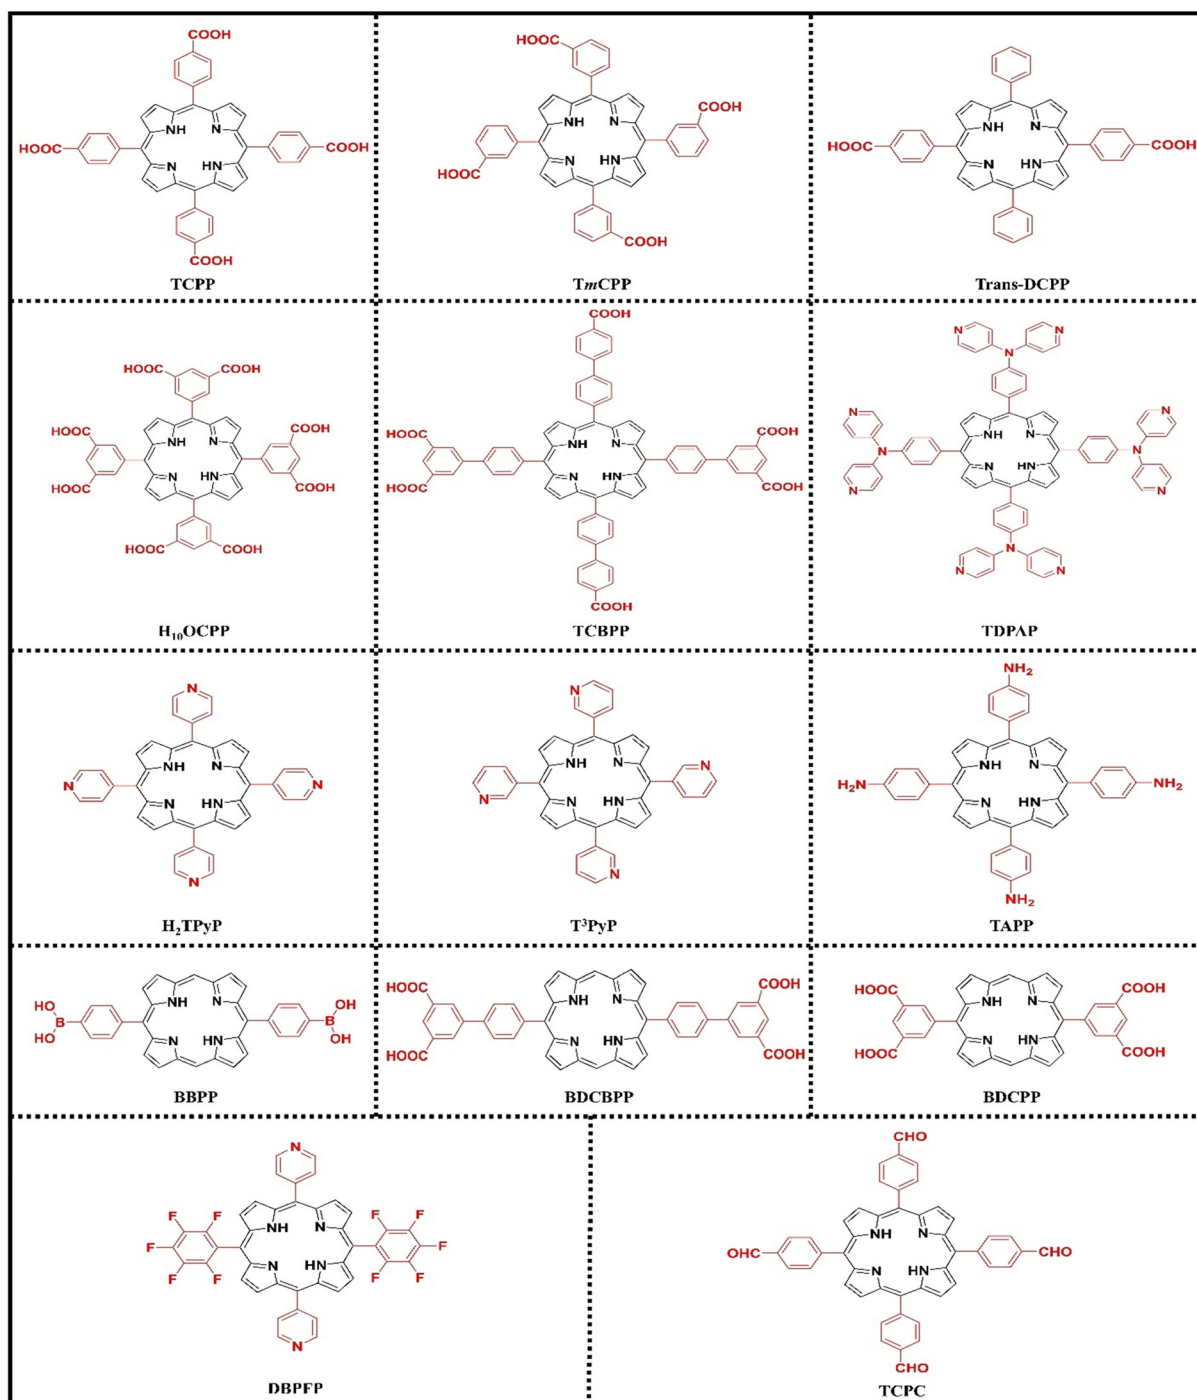 COOH
NH N
HOOC COOH
N HN
COOH
TCPP
HOOC
COOH
NH N
N HN
HOOC
COOH
TmCPP
NH N
HOOC COOH
N HN
Trans-DCPP
HOOC COOH
HOOC COOH
NH N
N HN
HOOC COOH
HOOC COOH
H₁₀OCPP
COOH
HOOC COOH
NH N
N HN
HOOC COOH
COOH
TCBPP
N N
N
N N
NH N
N N
N HN
N N
N
N N
TDPAP
N
NH N
N N
N HN
N
H₂TPyP
N
NH N
N
N HN
N
N
T³PyP
NH₂
NH N
H₂N NH₂
N HN
NH₂
TAPP
HO NH N OH
B B
HO N HN OH
BBPP
HOOC NH N COOH
HOOC N HN COOH
BDCBPP
HOOC NH N COOH
HOOC N HN COOH
BDCPP
N
F F F F
NH N
F F
N HN
F F F F
N
DBPFP
CHO
NH N
OHC CHO
N HN
CHO
TCPC